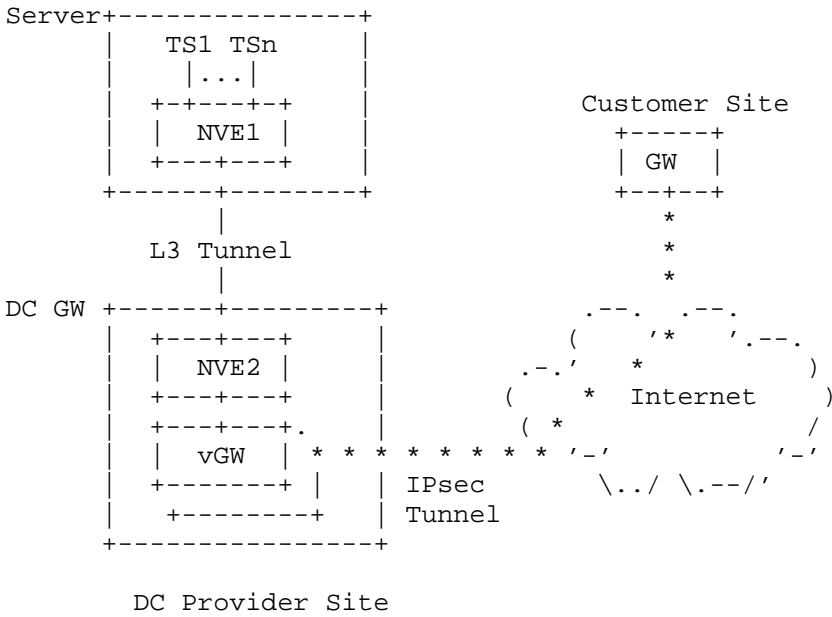 Server
TS1 TSn
|...|
NVE1
Customer Site
GW
L3 Tunnel
DC GW
NVE2
Internet
vGW
IPsec
Tunnel
DC Provider Site